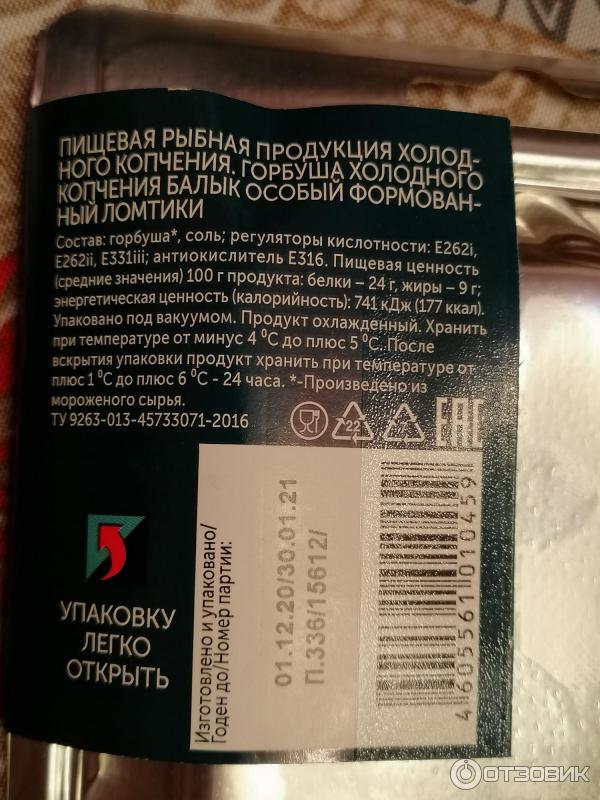 ПИЩЕВАЯ РЫБНАЯ ПРОДУКЦИЯ ХОЛОД-
НОГО КОПЧЕНИЯ. ГОРБУША ХОЛОДНОГО
КОПЧЕНИЯ БАЛЫК ОСОБЫЙ ФОРМОВАН-
НЫЙ ЛОМТИКИ
Состав: горбуша*, соль; регуляторы кислотности: Е262i,
Е262ii, Е331iii; антиокислитель Е316. Пищевая ценность
(средние значения) 100 г продукта: белки – 24 г, жиры – 9 г;
энергетическая ценность (калорийность): 741 кДж (177 ккал).
Упаковано под вакуумом. Продукт охлажденный. Хранить
при температуре от минус 4 °С до плюс 5 °С. После
вскрытия упаковки продукт хранить при температуре от
плюс 1 °С до плюс 6 °С - 24 часа. *-Произведено из
мороженого сырья.
ТУ 9263-013-45733071-2016
22
7
EAC
УПАКОВКУ
ЛЕГКО
ОТКРЫТЬ
Изготовлено и упаковано/
Годен до/Номер партии:
01.12.20/30.01.21
П.336/15612/
4 605561 010459
ОТЗОВИК